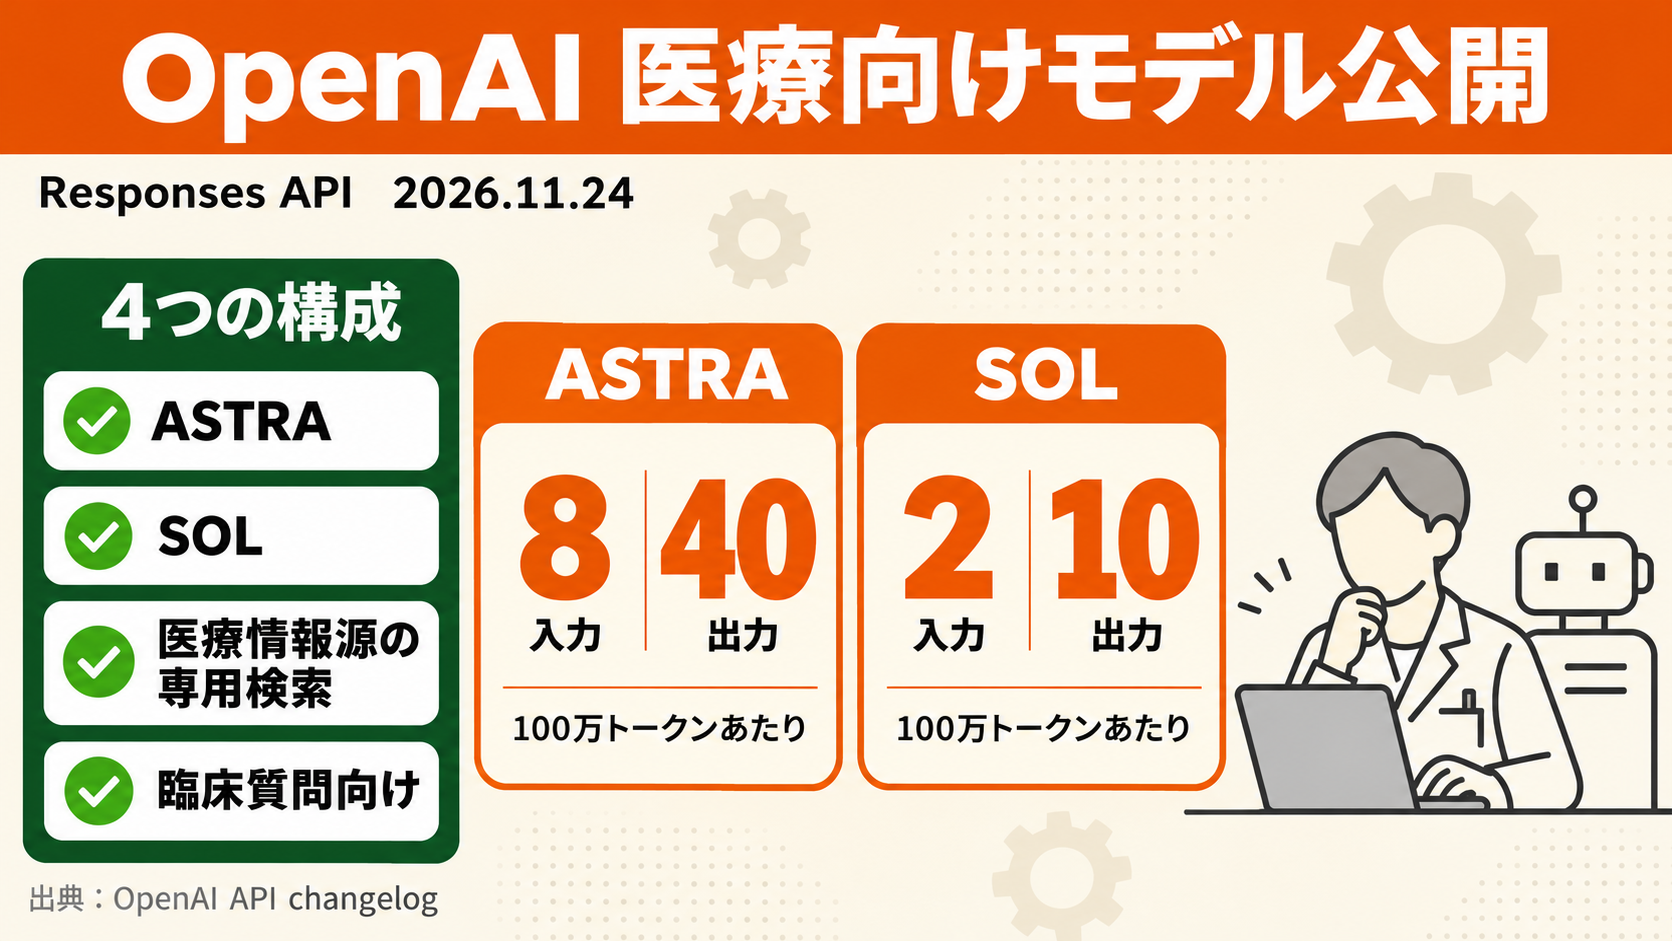 OpenAI 医療向けモデル公開
Responses API 2026.11.24
4つの構成
ASTRA
SOL
医療情報源の
専用検索
臨床質問向け
ASTRA
8 40
入力 出力
100万トークンあたり
SOL
2 10
入力 出力
100万トークンあたり
出典：OpenAI API changelog